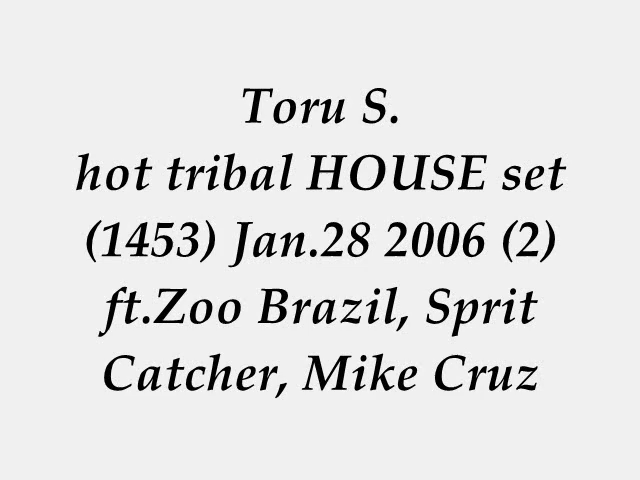 Toru S.
hot tribal HOUSE set
(1453) Jan.28 2006 (2)
ft.Zoo Brazil, Sprit
Catcher, Mike Cruz